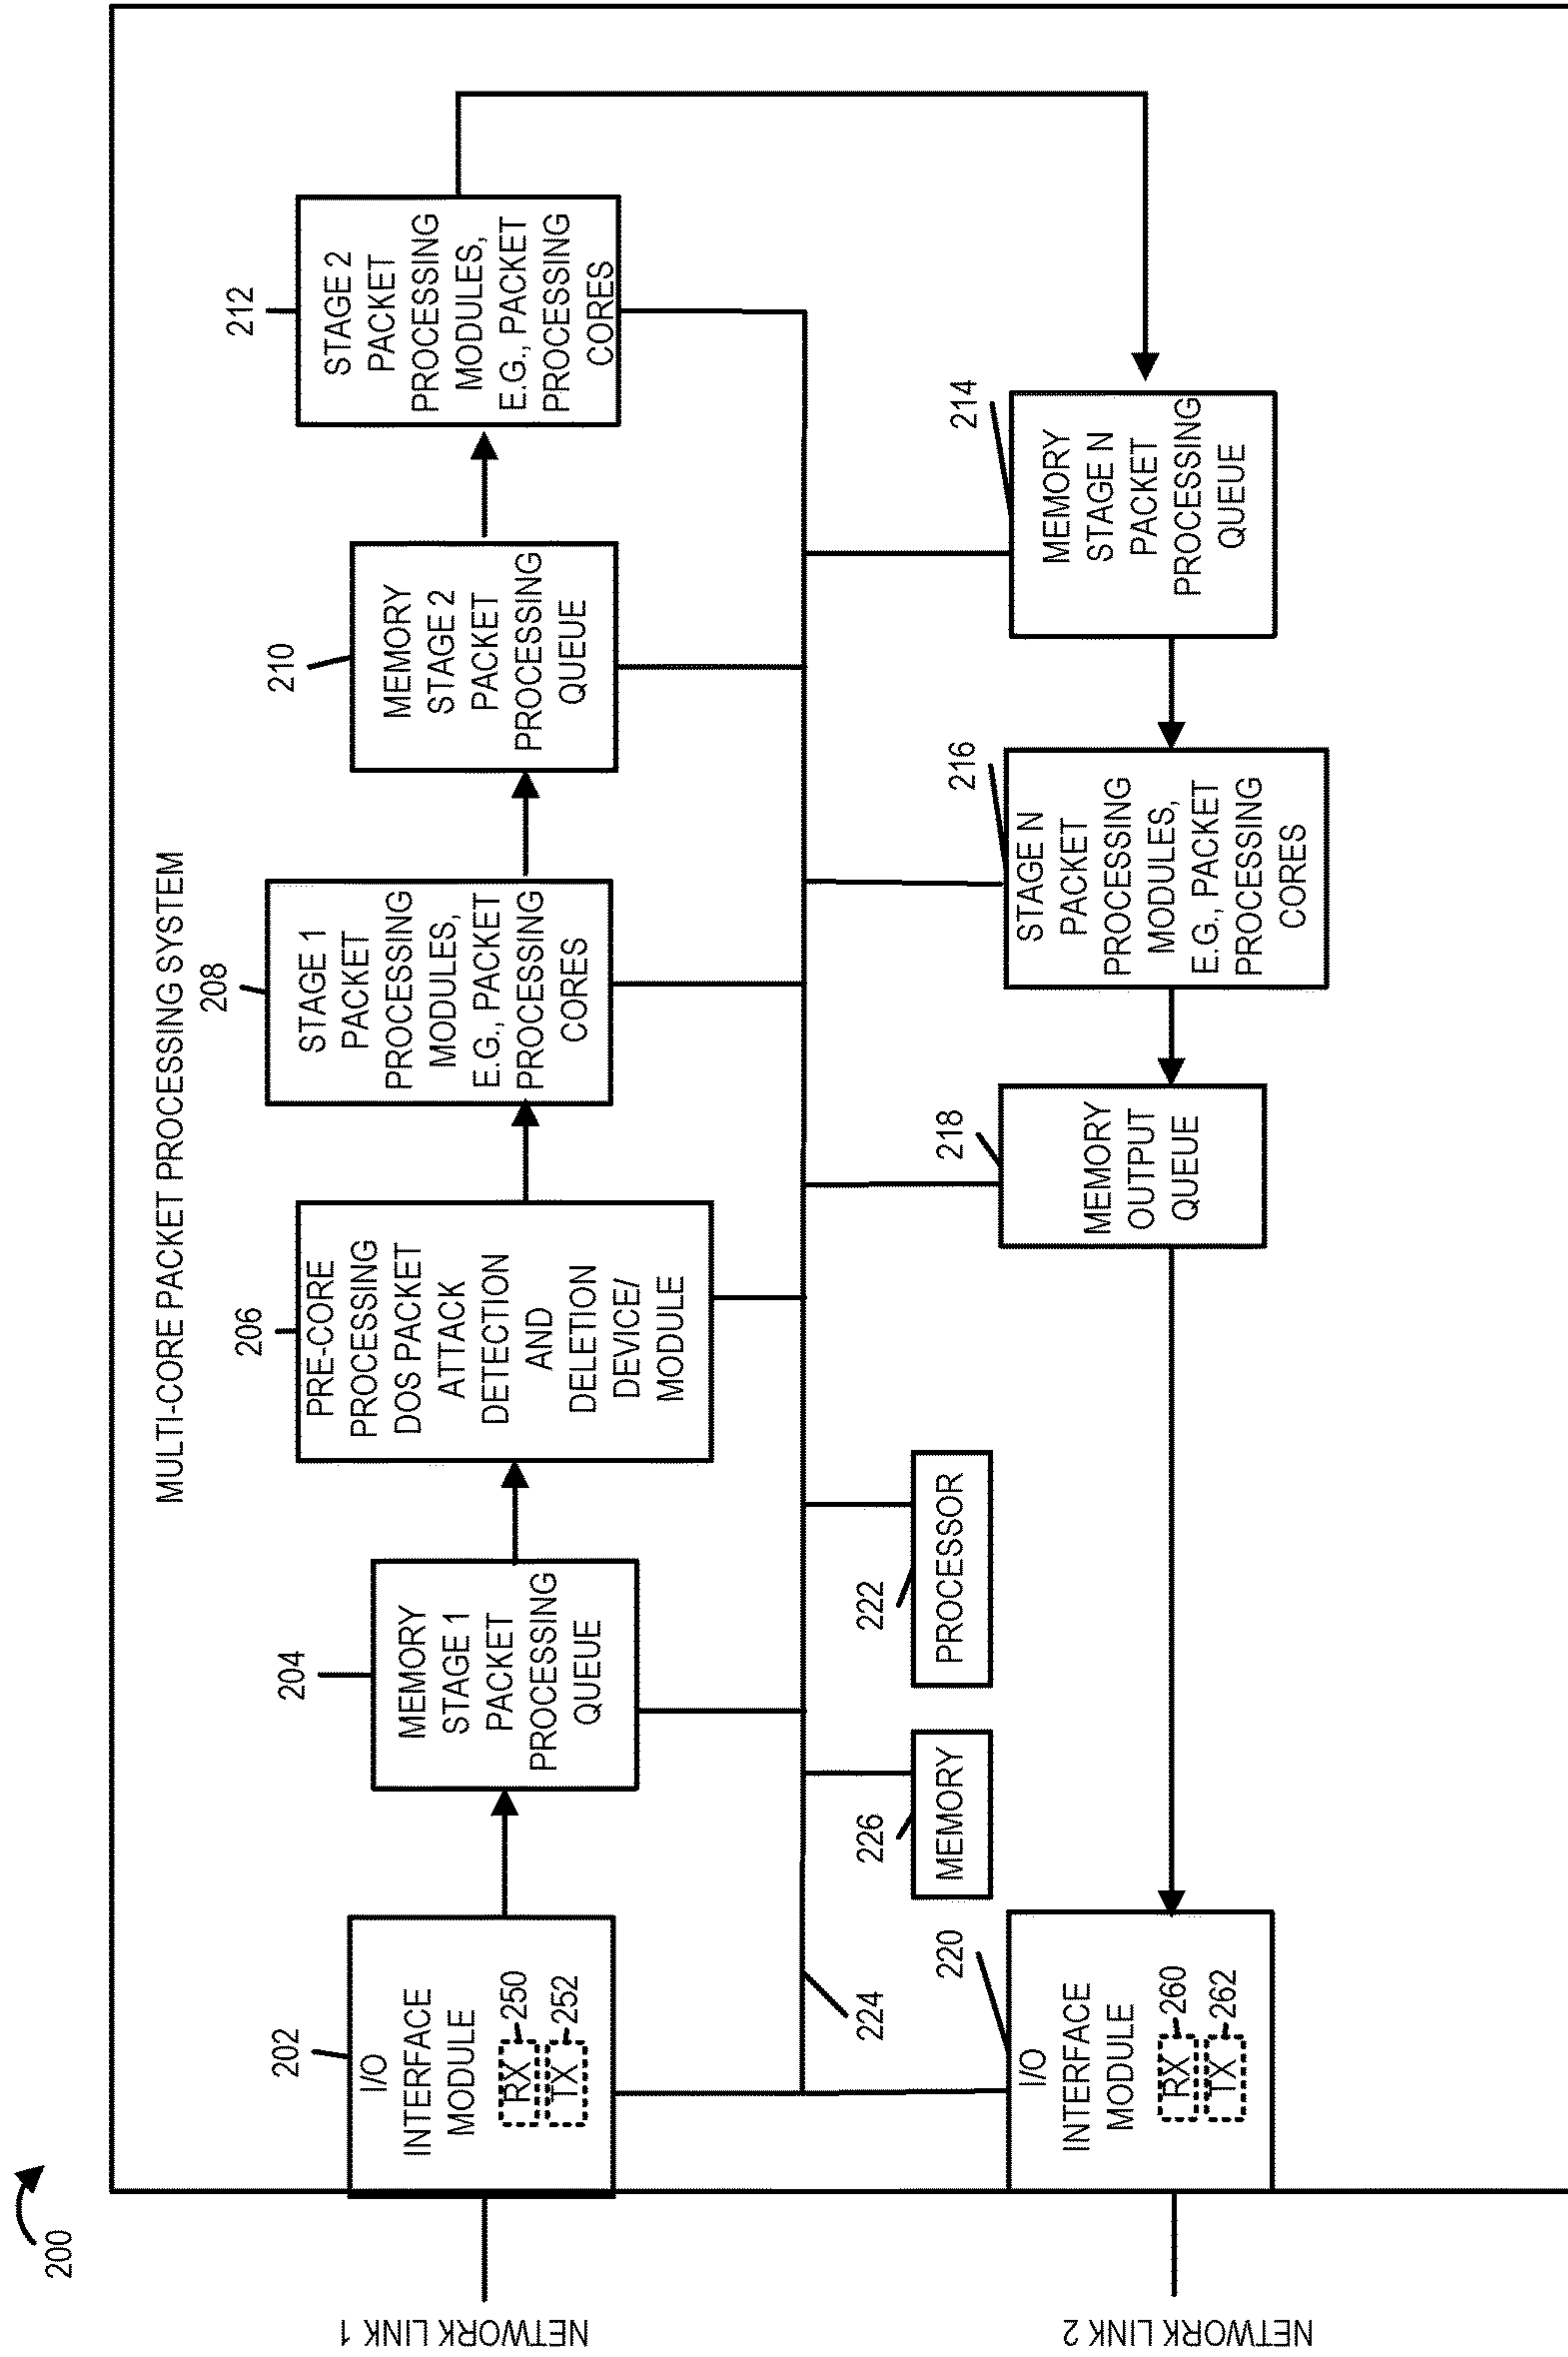 200
MULTI-CORE PACKET PROCESSING SYSTEM
NETWORK LINK 1
202
I/O
INTERFACE
MODULE
RX
250
TX
252
204
MEMORY
STAGE 1
PACKET
PROCESSING
QUEUE
206
PRE-CORE
PROCESSING
DOS PACKET
ATTACK
DETECTION
AND
DELETION
DEVICE/
MODULE
208
STAGE 1
PACKET
PROCESSING
MODULES,
E.G., PACKET
PROCESSING
CORES
210
MEMORY
STAGE 2
PACKET
PROCESSING
QUEUE
212
STAGE 2
PACKET
PROCESSING
MODULES,
E.G., PACKET
PROCESSING
CORES
224
226
MEMORY
222
PROCESSOR
NETWORK LINK 2
220
I/O
INTERFACE
MODULE
RX
260
TX
262
218
MEMORY
OUTPUT
QUEUE
216
STAGE N
PACKET
PROCESSING
MODULES,
E.G., PACKET
PROCESSING
CORES
214
MEMORY
STAGE N
PACKET
PROCESSING
QUEUE